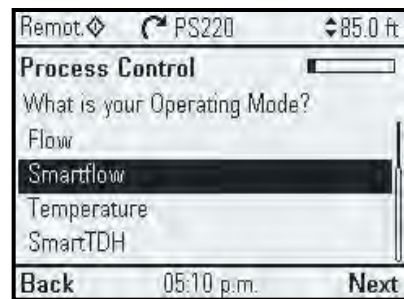 Remot. PS220 85.0 ft
Process Control
What is your Operating Mode?
Flow
Smartflow
Temperature
SmartTDH
Back 05:10 p.m. Next